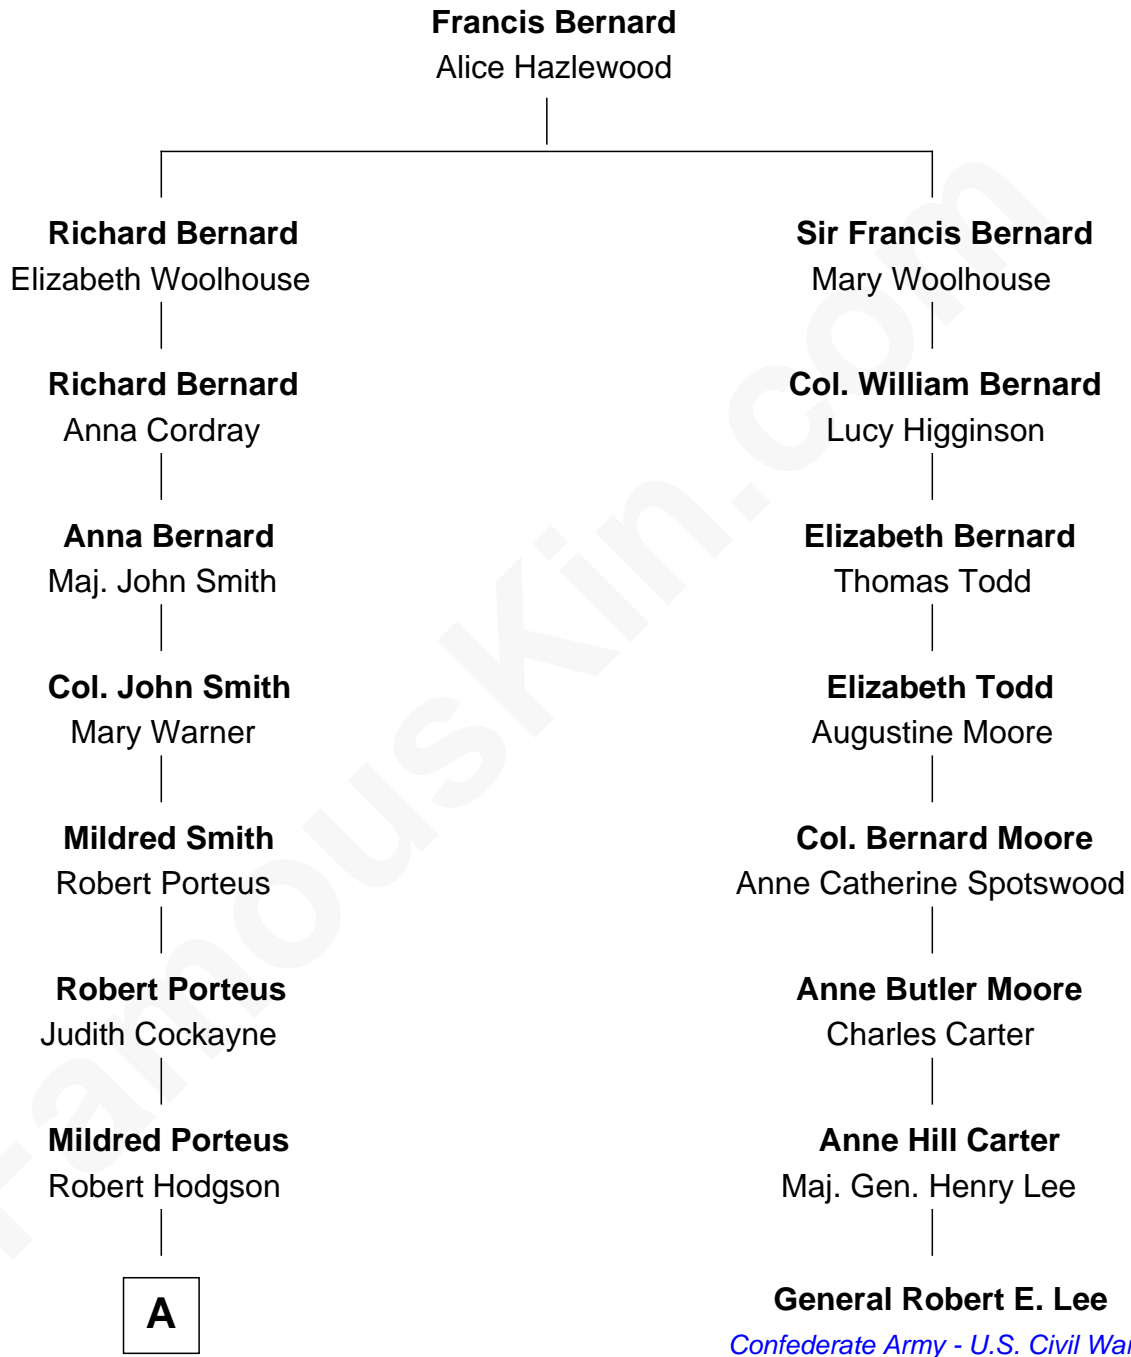 Francis Bernard
Alice Hazlewood
Richard Bernard
Elizabeth Woolhouse
Sir Francis Bernard
Mary Woolhouse
Richard Bernard
Anna Cordray
Col. William Bernard
Lucy Higginson
Anna Bernard
Maj. John Smith
Elizabeth Bernard
Thomas Todd
Col. John Smith
Mary Warner
Elizabeth Todd
Augustine Moore
Mildred Smith
Robert Porteus
Col. Bernard Moore
Anne Catherine Spotswood
Robert Porteus
Judith Cockayne
Anne Butler Moore
Charles Carter
Mildred Porteus
Robert Hodgson
Anne Hill Carter
Maj. Gen. Henry Lee
A
General Robert E. Lee
Confederate Army - U.S. Civil War
FamousKin.com